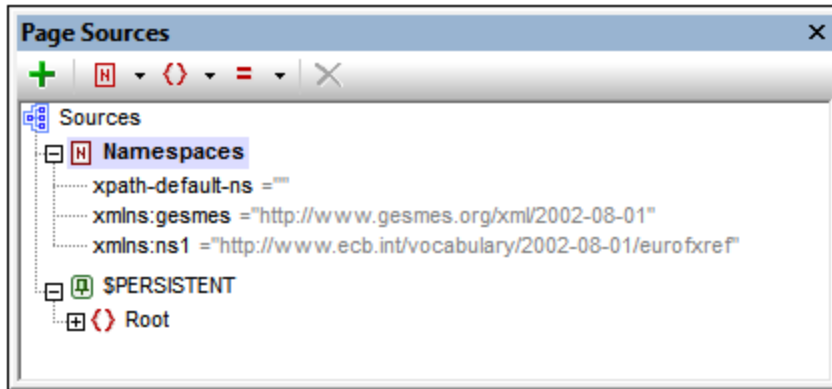 Page Sources
Sources
Namespaces
xpath-default-ns =""
xmlns:gesmes ="http://www.gesmes.org/xml/2002-08-01"
xmlns:ns1 ="http://www.ecb.int/vocabulary/2002-08-01/eurofxref"
$PERSISTENT
{} Root